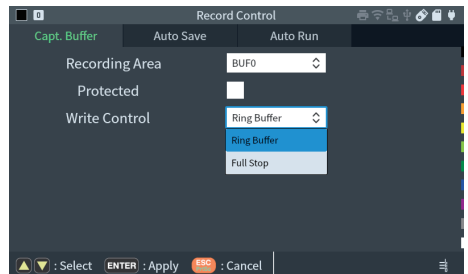 0 Record Control
Capt. Buffer Auto Save Auto Run
Recording Area BUF0
Protected
Write Control Ring Buffer
Ring Buffer
Full Stop
: Select ENTER : Apply ESC : Cancel